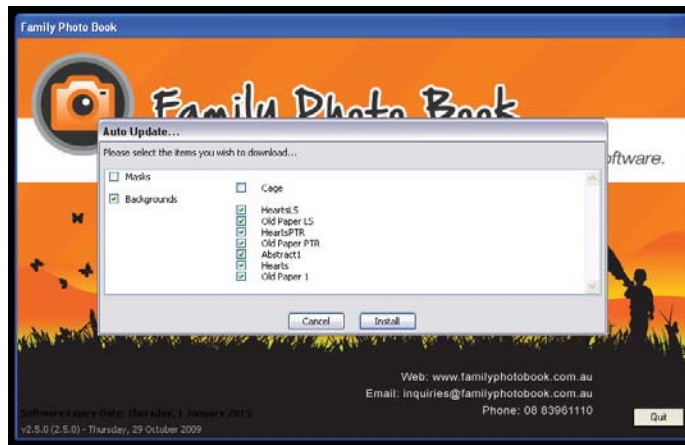 Family Photo Book
Family Photo Book
ftware.
Auto Update...
Please select the items you wish to download...
Masks
Cage
Backgrounds
HeartsLS
Old Paper LS
HeartsPTR
Old Paper PTR
Abstract1
Hearts
Old Paper 1
Cancel
Install
Web: www.familyphotobook.com.au
Email: inquiries@familyphotobook.com.au
Phone: 08 83961110
Software Expiry Date: Thursday, 1 January 2015
v2.5.0 (2.5.0) - Thursday, 29 October 2009
Quit